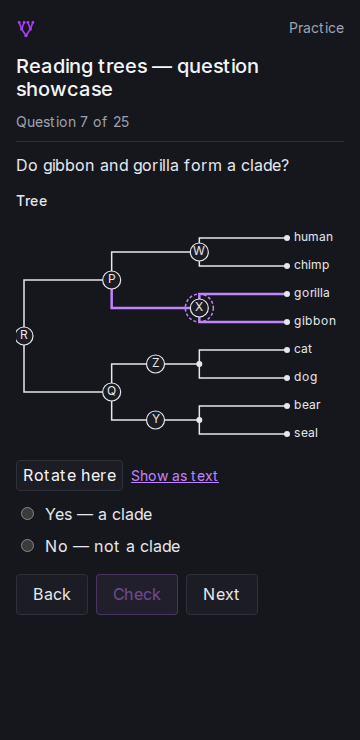 Practice
Reading trees — question
showcase
Question 7 of 25
Do gibbon and gorilla form a clade?
Tree
human
W
chimp
P
gorilla
X
gibbon
R
cat
Z
dog
Q
bear
Y
seal
Rotate here Show as text
Yes — a clade
No — not a clade
Back Check Next